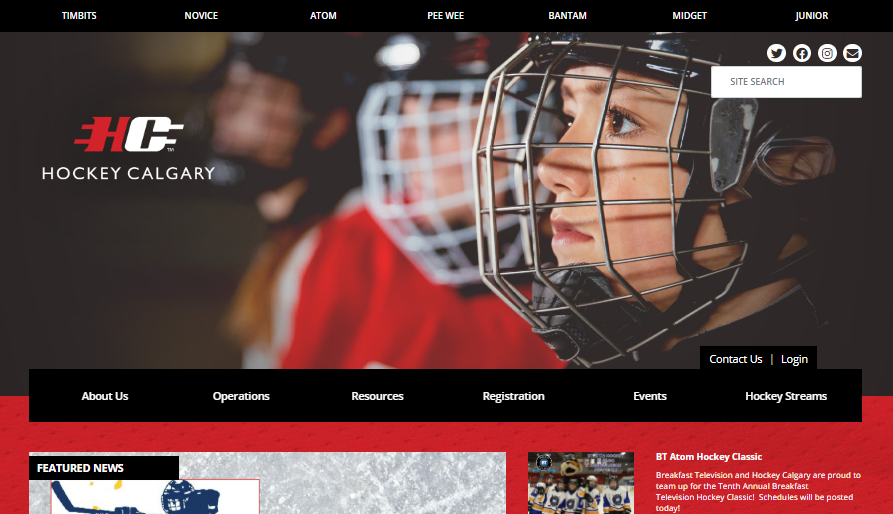 TIMBITS NOVICE ATOM PEE WEE BANTAM MIDGET JUNIOR
SITE SEARCH
HC™
HOCKEY CALGARY
Contact Us | Login
About Us Operations Resources Registration Events Hockey Streams
FEATURED NEWS
BT
BT Atom Hockey Classic
Breakfast Television and Hockey Calgary are proud to
team up for the Tenth Annual Breakfast
Television Hockey Classic! Schedules will be posted
today!